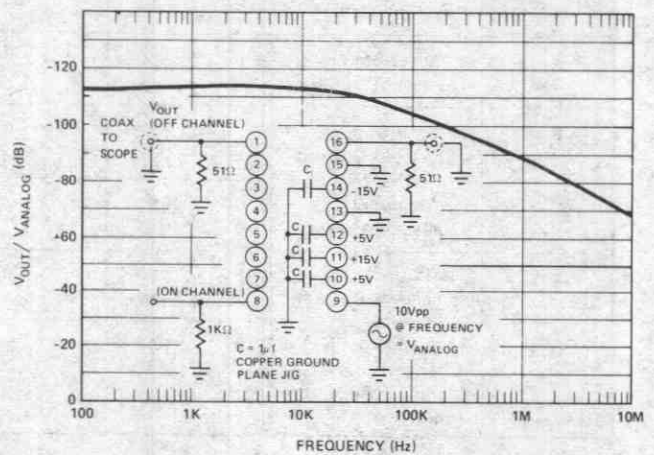 -120
-100
-80
+60
-40
-20
0
VOUT/ VANALOG (dB)
100
1K
10K
100K
1M
10M
FREQUENCY (Hz)
COAX
TO
SCOPE
VOUT
(OFF CHANNEL)
51Ω
(ON CHANNEL)
1KΩ
1
2
3
4
5
6
7
8
16
15
14
13
12
11
10
9
C
C
C
C
-15V
+5V
+15V
+5V
51Ω
10Vpp
@ FREQUENCY
= VANALOG
C = 1μf
COPPER GROUND
PLANE JIG